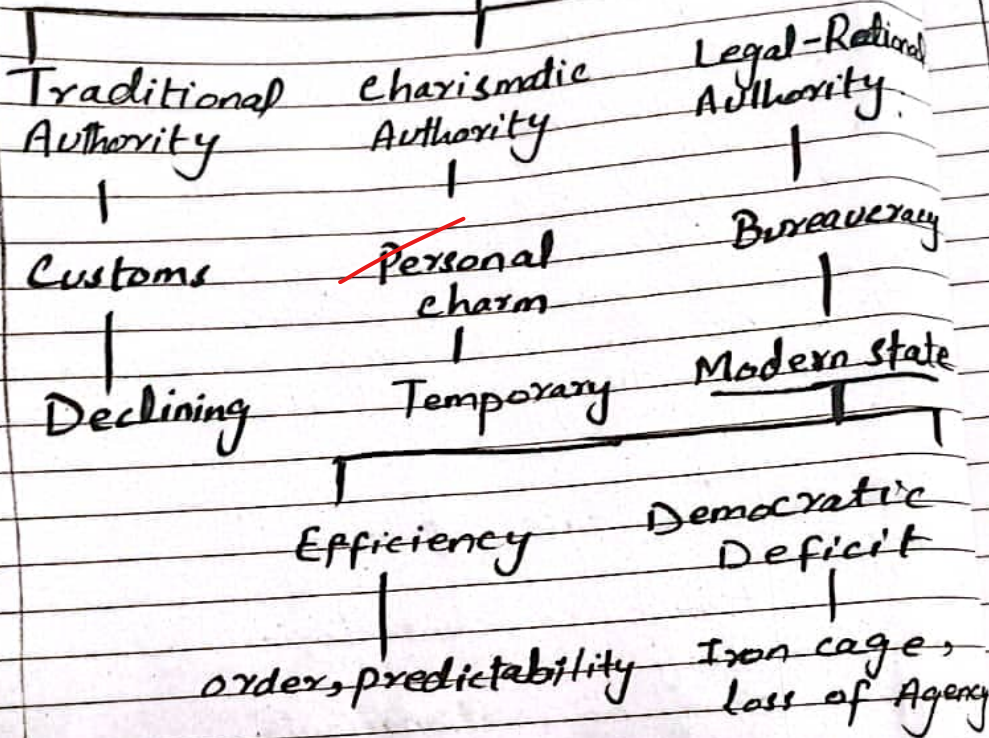 Traditional Authority
Charismatic Authority
Legal-Rational Authority.
Customs
Personal charm
Bureaucracy
Declining
Temporary
Modern state
Efficiency
Democratic Deficit
order, predictability
Iron cage, loss of Agency